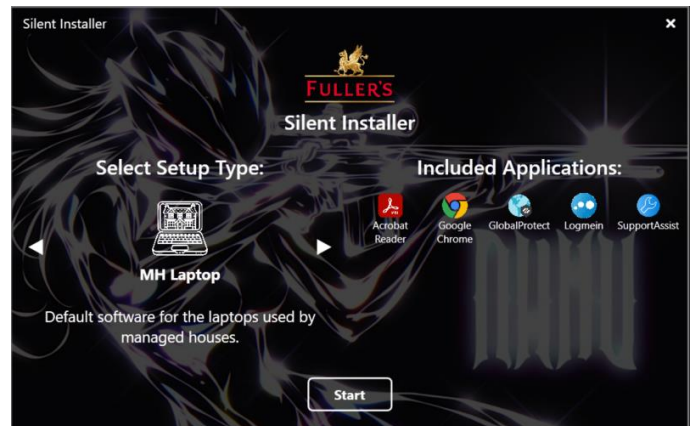 Silent Installer
FULLER'S
Silent Installer
Select Setup Type:
MH Laptop
Default software for the laptops used by
managed houses.
Included Applications:
Acrobat
Reader
Google
Chrome
GlobalProtect
Logmein
SupportAssist
Start